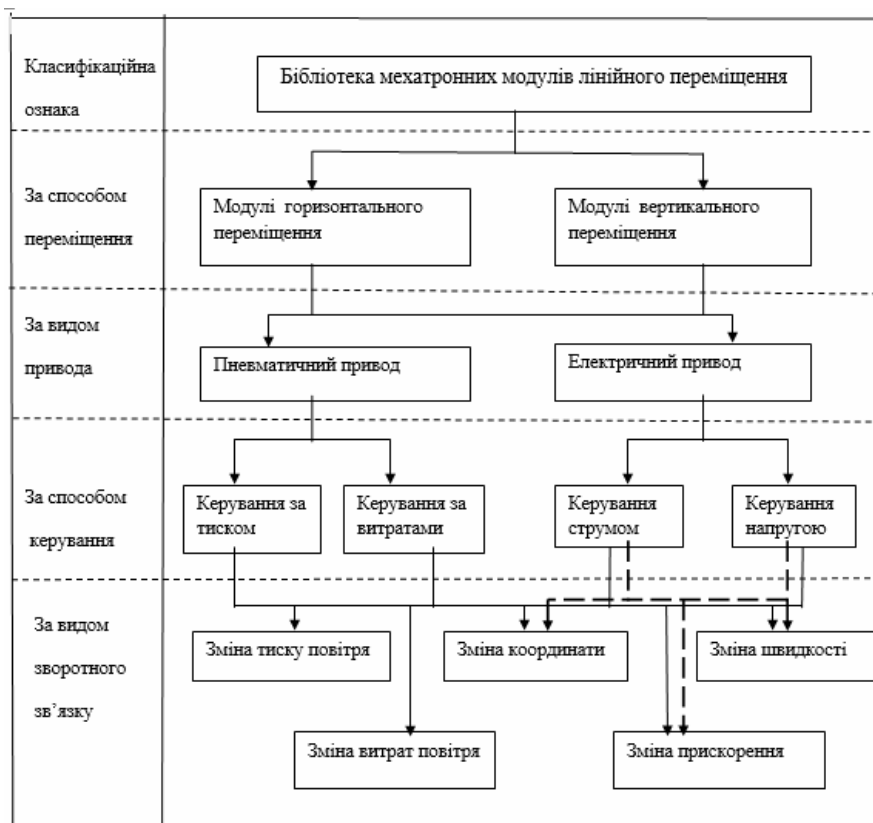 Класифікаційна
ознака
Бібліотека мехатронних модулів лінійного переміщення
За способом
переміщення
Модулі горизонтального
переміщення
Модулі вертикального
переміщення
За видом
привода
Пневматичний привод
Електричний привод
За способом
керування
Керування за
тиском
Керування за
витратами
Керування
струмом
Керування
напругою
За видом
зворотного
зв’язку
Зміна тиску повітря
Зміна координати
Зміна швидкості
Зміна витрат повітря
Зміна прискорення